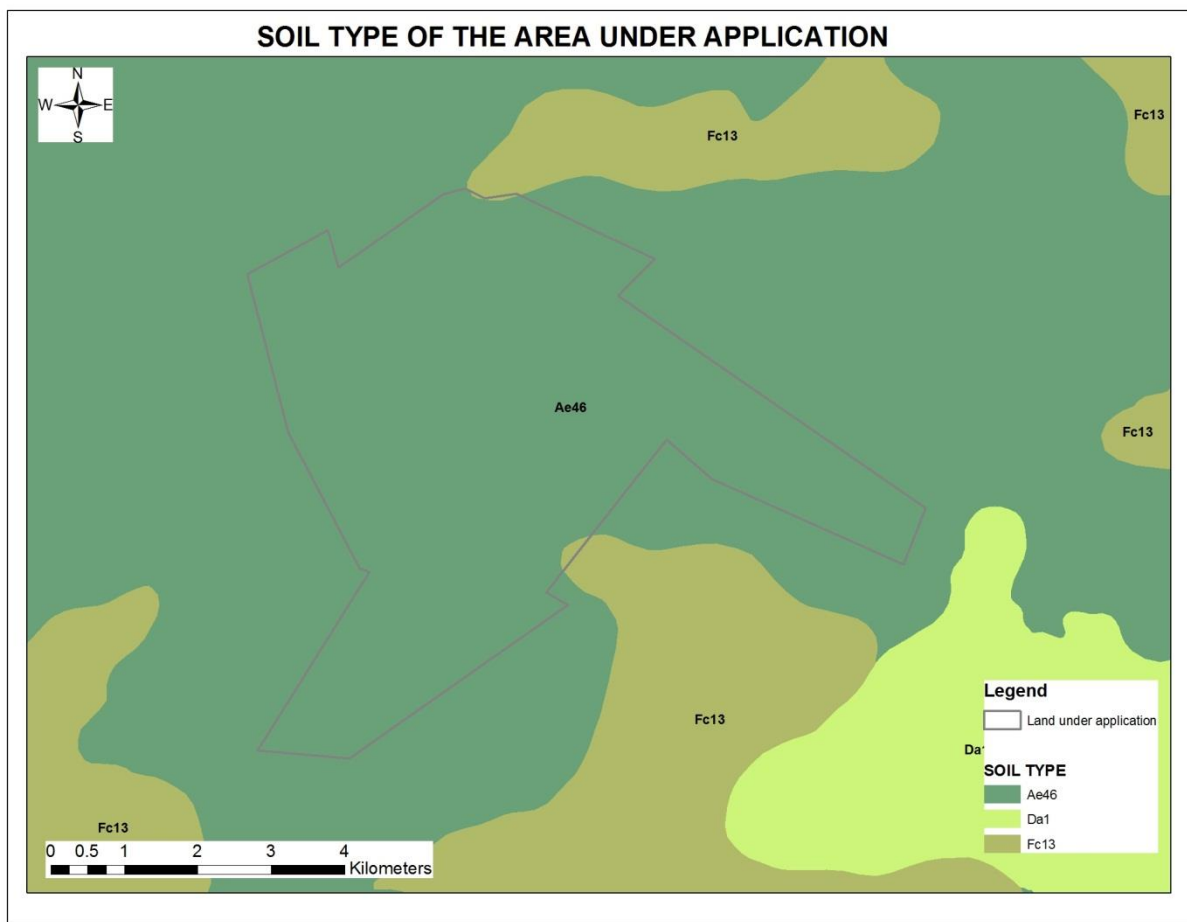 SOIL TYPE OF THE AREA UNDER APPLICATION
N
W E
S
Fc13
Fc13
Ae46
Fc13
Fc13
Fc13
Legend
Land under application
SOIL TYPE
Ae46
Da1
Fc13
0 0.5 1 2 3 4
Kilometers